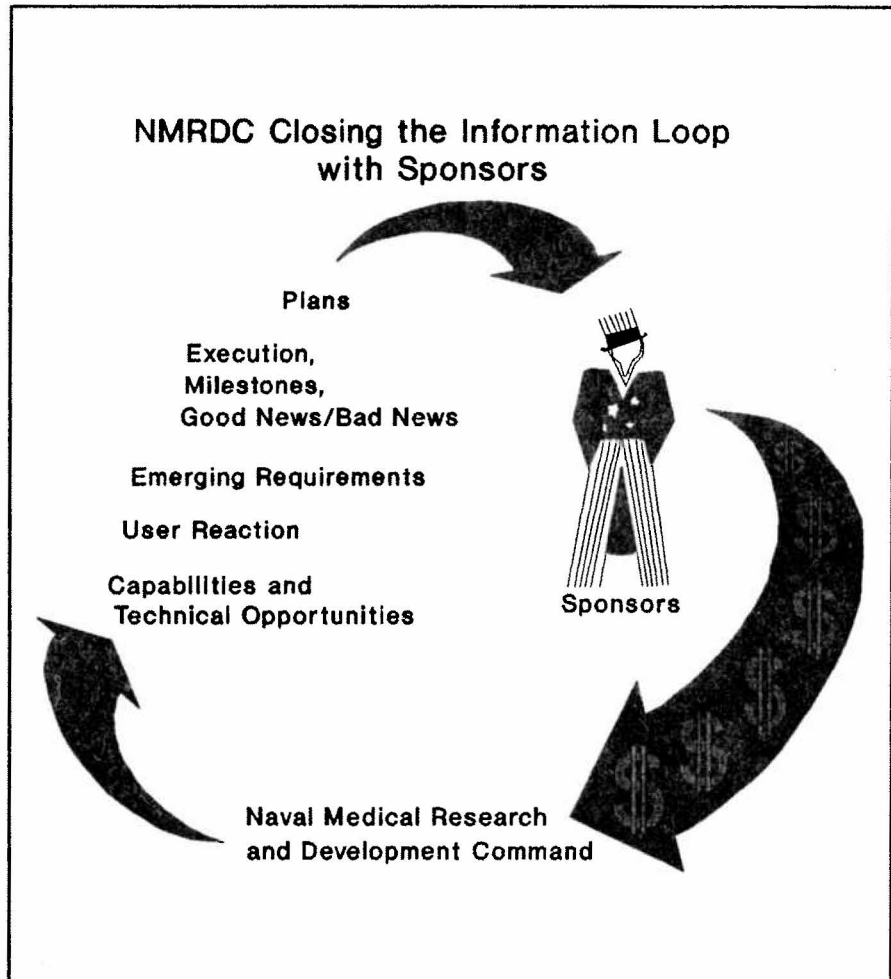 NMRDC Closing the Information Loop
with Sponsors
Plans
Execution,
Milestones,
Good News/Bad News
Emerging Requirements
User Reaction
Capabilities and
Technical Opportunities
Sponsors
$
$
$
$
$
$
Naval Medical Research
and Development Command